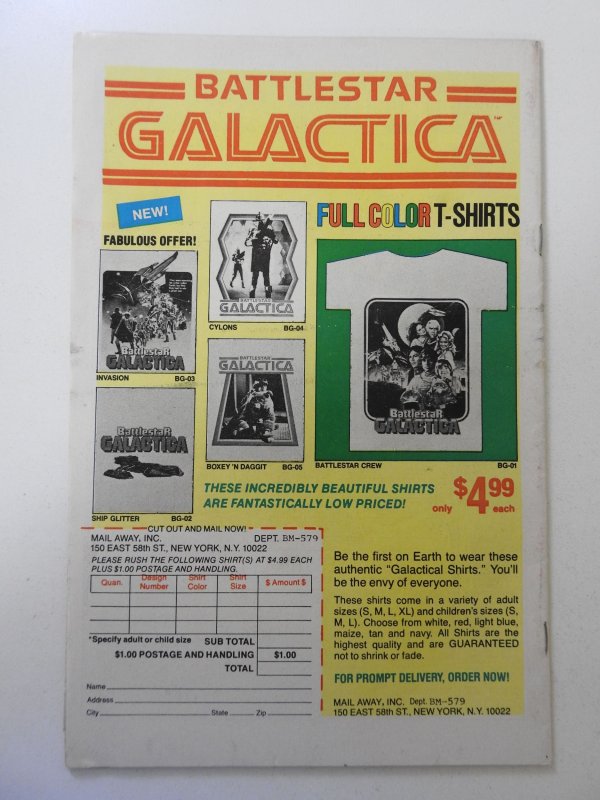 BATTLESTAR
GALACTICA™
NEW!
FABULOUS OFFER!
FULL COLOR T-SHIRTS
BATTLESTAR
GALACTICA
CYLONS BG-04
BattlestaR
GALACTICA
INVASION BG-03
BATTLESTAR
GALACTICA
BOXEY 'N DAGGIT BG-05
BattlestaR
GALACTICA
BATTLESTAR CREW BG-01
BattlestaR
GALACTICA
SHIP GLITTER BG-02
THESE INCREDIBLY BEAUTIFUL SHIRTS
ARE FANTASTICALLY LOW PRICED!
only $4.99 each
CUT OUT AND MAIL NOW!
MAIL AWAY, INC. DEPT. BM-579
150 EAST 58th ST., NEW YORK, N.Y. 10022
PLEASE RUSH THE FOLLOWING SHIRT(S) AT $4.99 EACH
PLUS $1.00 POSTAGE AND HANDLING.
Quan. Design Number Shirt Color Shirt Size $ Amount $
*Specify adult or child size SUB TOTAL
$1.00 POSTAGE AND HANDLING $1.00
TOTAL
Name
Address
City State Zip
Be the first on Earth to wear these
authentic "Galactical Shirts." You'll
be the envy of everyone.
These shirts come in a variety of adult
sizes (S, M, L, XL) and children's sizes (S,
M, L). Choose from white, red, light blue,
maize, tan and navy. All Shirts are the
highest quality and are GUARANTEED
not to shrink or fade.
FOR PROMPT DELIVERY, ORDER NOW!
MAIL AWAY, INC. Dept. BM-579
150 EAST 58th ST., NEW YORK, N.Y. 10022